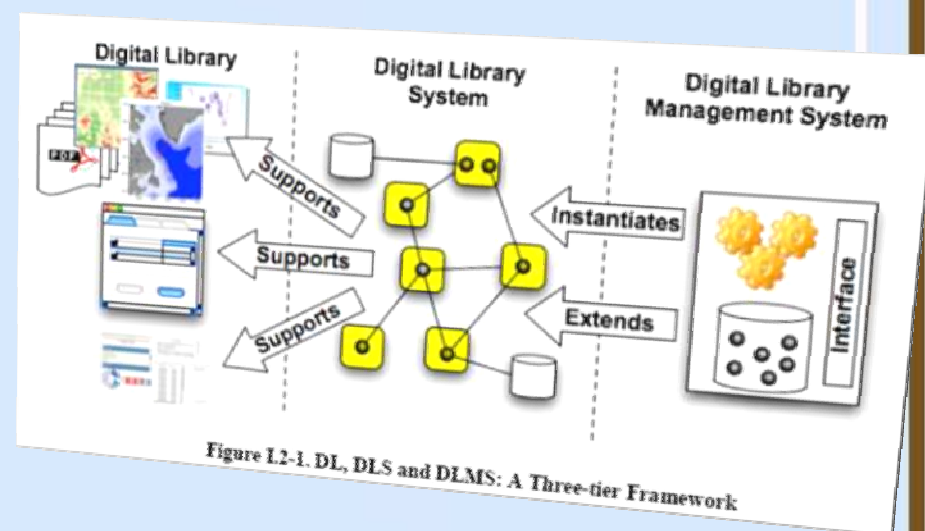 Digital Library
Digital Library
System
Digital Library
Management System
PDF
Supports
Supports
Supports
Instantiates
Extends
Interface
Figure I.2-1. DL, DLS and DLMS: A Three-tier Framework